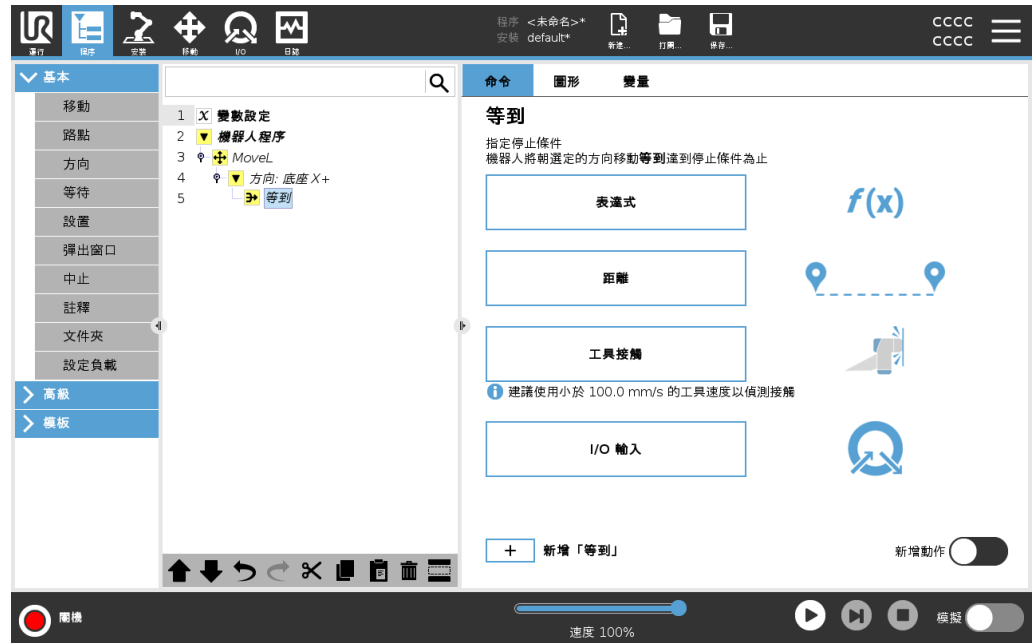 程序 <未命名>*
安裝 default*
cccc
cccc
運行
程序
安裝
移動
I/O
日誌
新建...
打開...
保存...
基本
移動
路點
方向
等待
設置
彈出窗口
中止
註釋
文件夾
設定負載
高級
模板
1 X 變數設定
2 機器人程序
3 MoveL
4 方向: 底座 X+
5 等到
命令
圖形
變量
等到
指定停止條件
機器人將朝選定的方向移動等到達到停止條件為止
表達式
f(x)
距離
工具接觸
建議使用小於 100.0 mm/s 的工具速度以偵測接觸
I/O 輸入
+ 新增「等到」
新增動作
關機
速度 100%
模擬